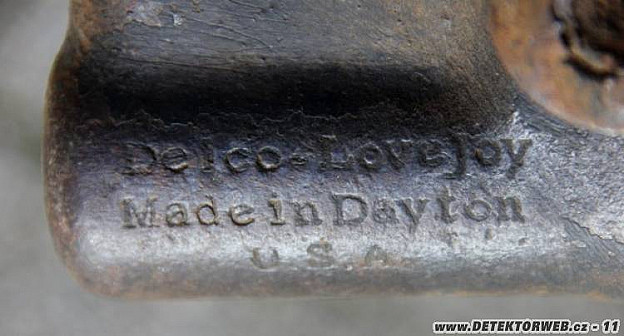 Delco-Lovejoy
Made in Dayton
U.S.A.
www.DETEKTORWEB.cz - 11